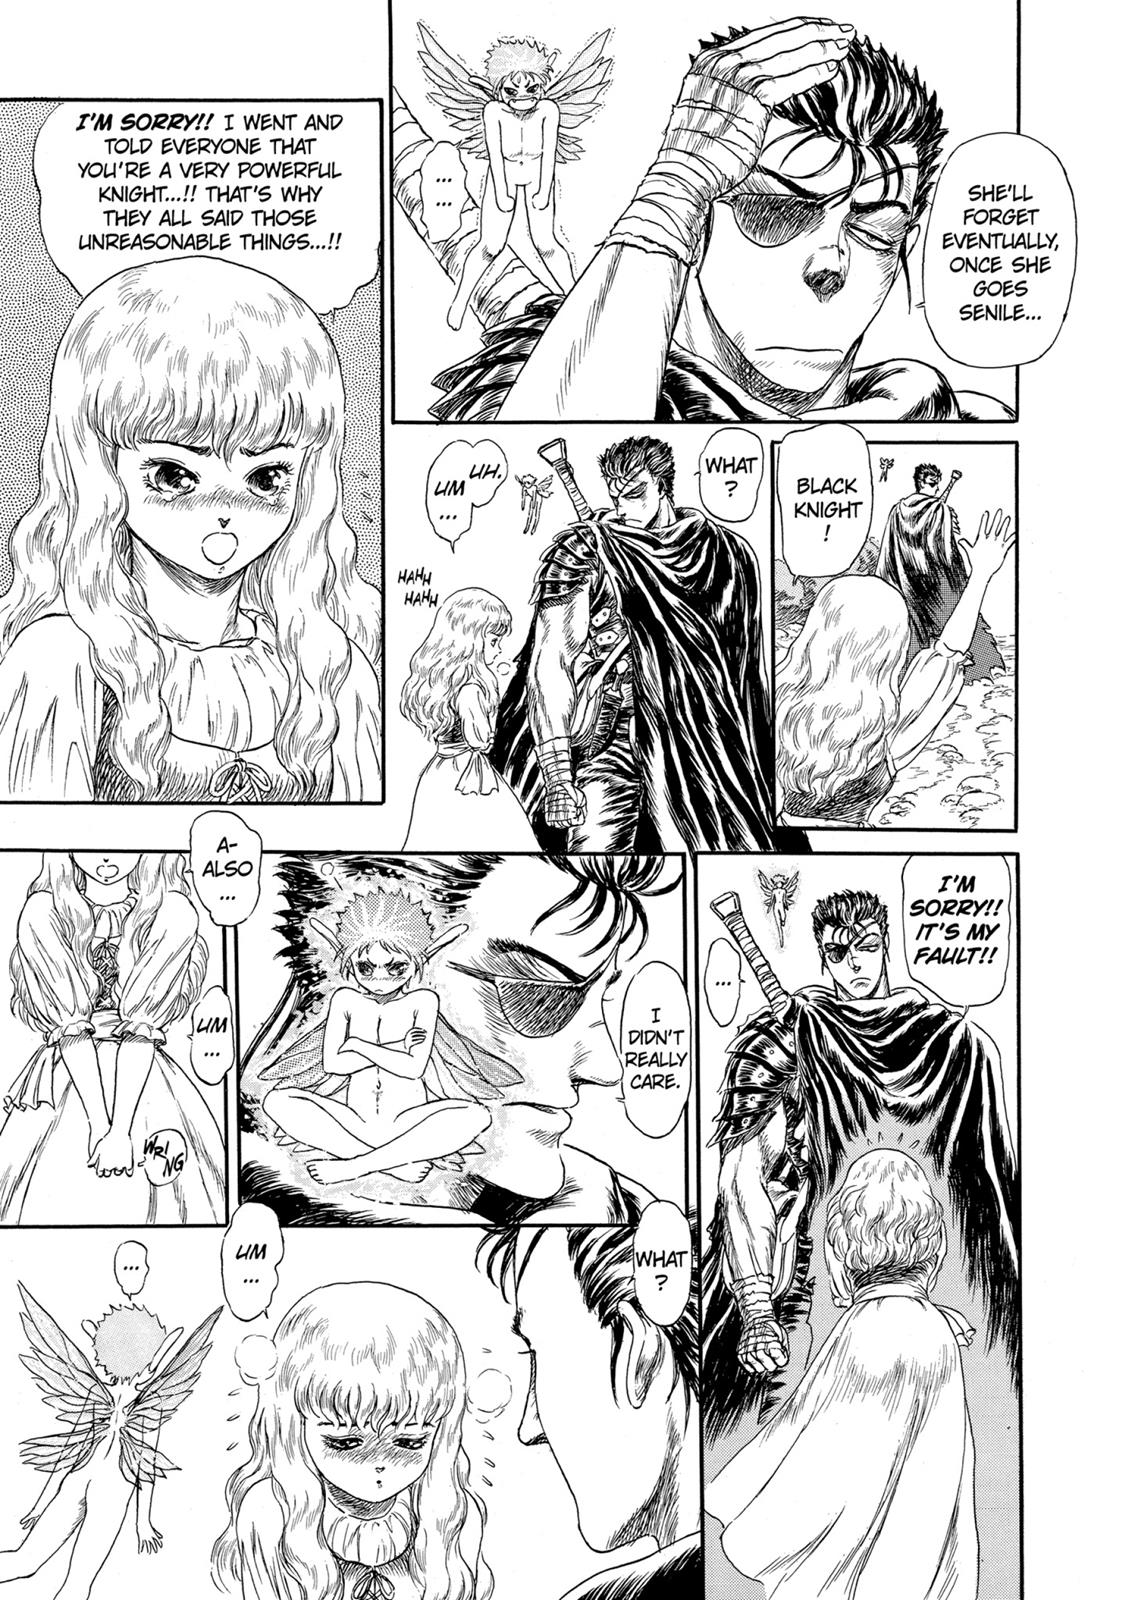 SHE'LL
FORGET
EVENTUALLY,
ONCE SHE
GOES
SENILE...
...
...
BLACK
KNIGHT
!
WHAT
?
UH.
UM
...
HAHH
HAHH
I'M SORRY!! I WENT AND
TOLD EVERYONE THAT
YOU'RE A VERY POWERFUL
KNIGHT...!! THAT'S WHY
THEY ALL SAID THOSE
UNREASONABLE THINGS...!!
I'M
SORRY!!
IT'S MY
FAULT!!
...
I
DIDN'T
REALLY
CARE.
A-
ALSO
...
UM
...
WRING
WHAT
?
UM
...
...